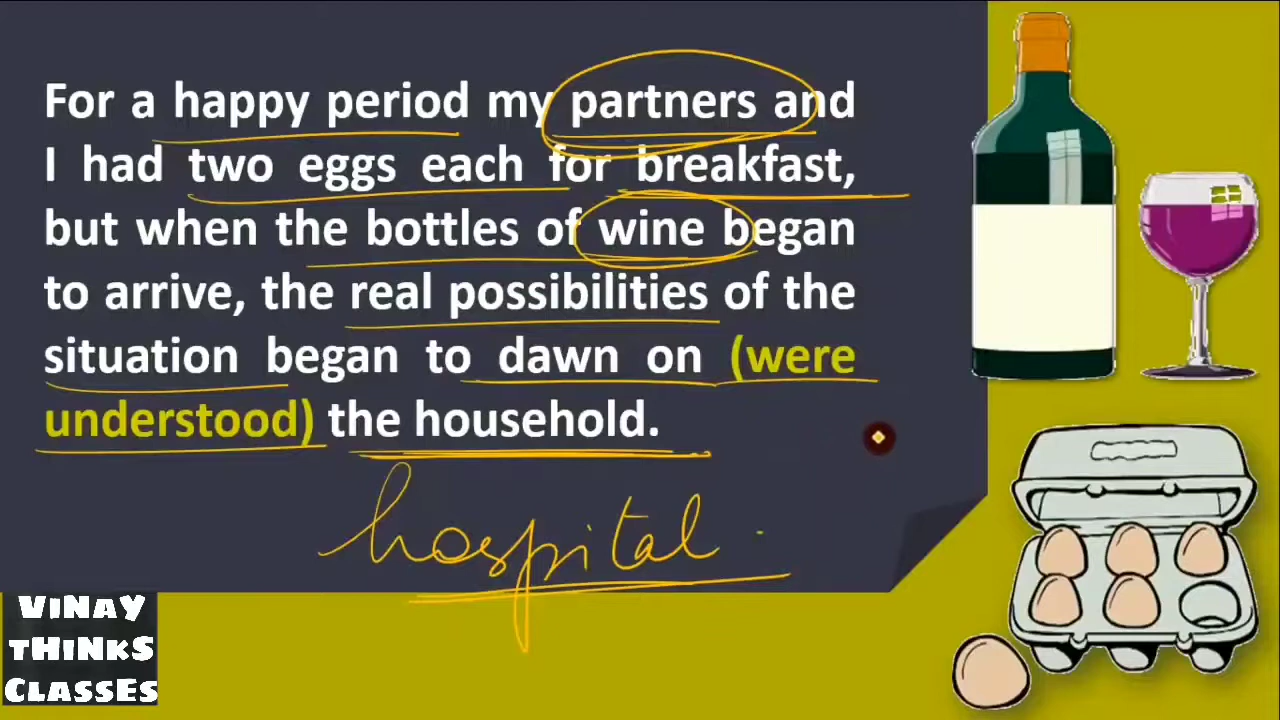 For a happy period my partners and
I had two eggs each for breakfast,
but when the bottles of wine began
to arrive, the real possibilities of the
situation began to dawn on (were
understood) the household.
hospital
ViNAY
THiNKS
CLASSES